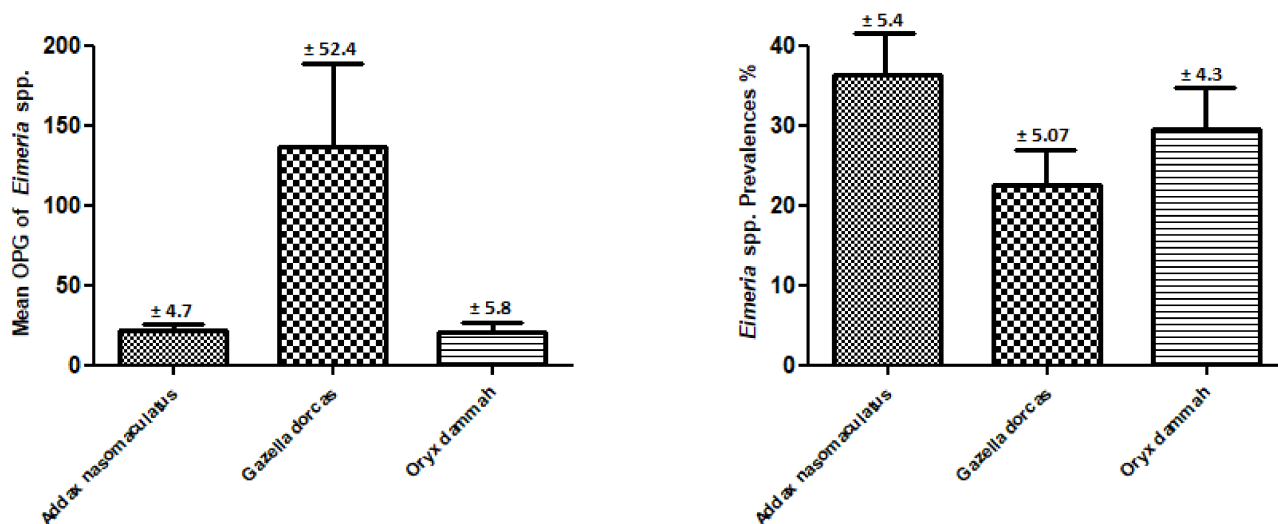 Mean OPG of Eimeria spp.
200
150
100
50
0
± 4.7
± 52.4
± 5.8
Addax nasomaculatus
Gazella dorcas
Oryx dammah
Eimeria spp. Prevalences %
40
30
20
10
0
± 5.4
± 5.07
± 4.3
Addax nasomaculatus
Gazella dorcas
Oryx dammah